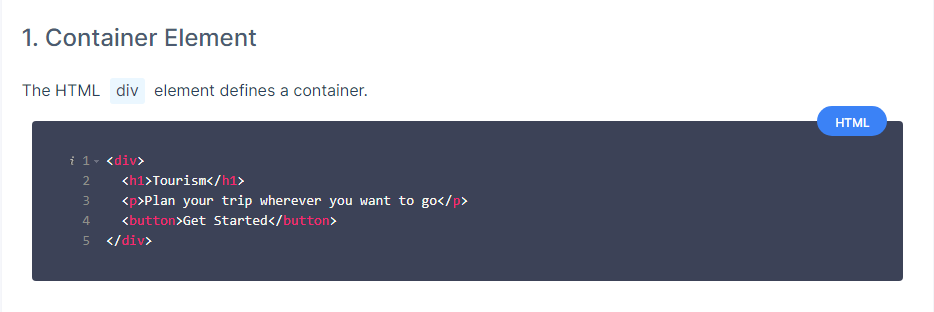 1. Container Element
The HTML div element defines a container.
HTML
i 1 <div>
2 <h1>Tourism</h1>
3 <p>Plan your trip wherever you want to go</p>
4 <button>Get Started</button>
5 </div>